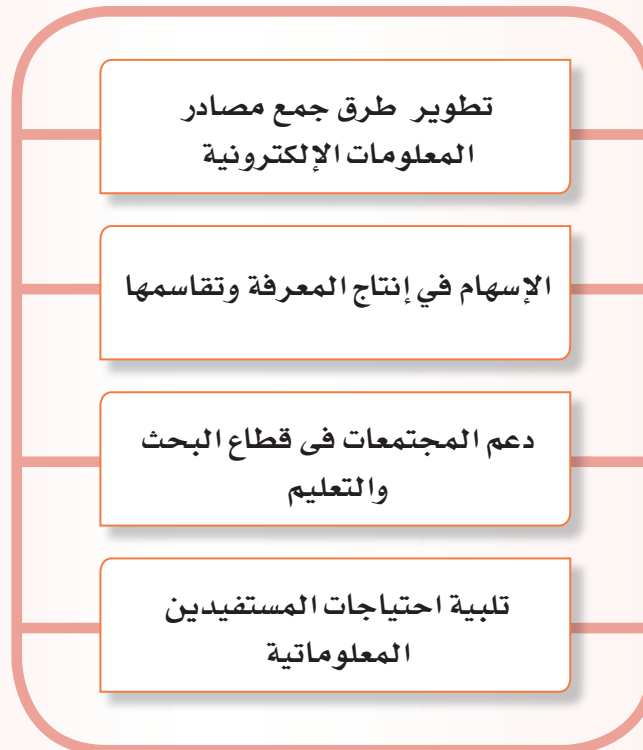 تطوير طرق جمع مصادر
المعلومات الإلكترونية
الإسهام في إنتاج المعرفة وتقاسمها
دعم المجتمعات فى قطاع البحث
والتعليم
تلبية احتياجات المستفيدين
المعلوماتية